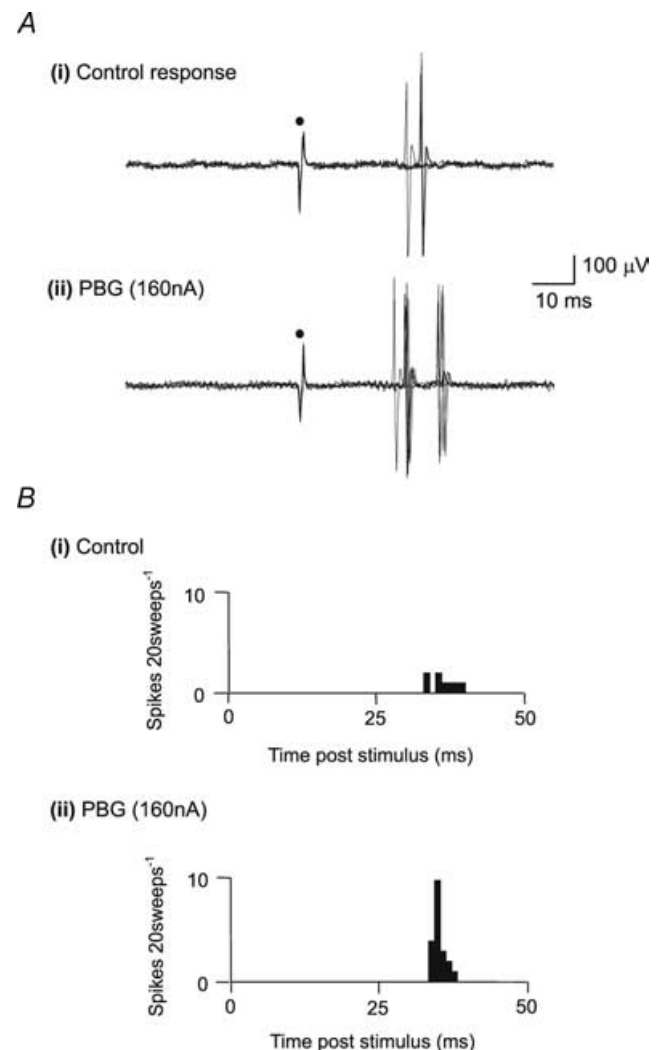 A
(i) Control response
100 µV
10 ms
(ii) PBG (160nA)
B
(i) Control
Spikes 20sweeps-1
10
0
0 25 50
Time post stimulus (ms)
(ii) PBG (160nA)
Spikes 20sweeps-1
10
0
0 25 50
Time post stimulus (ms)